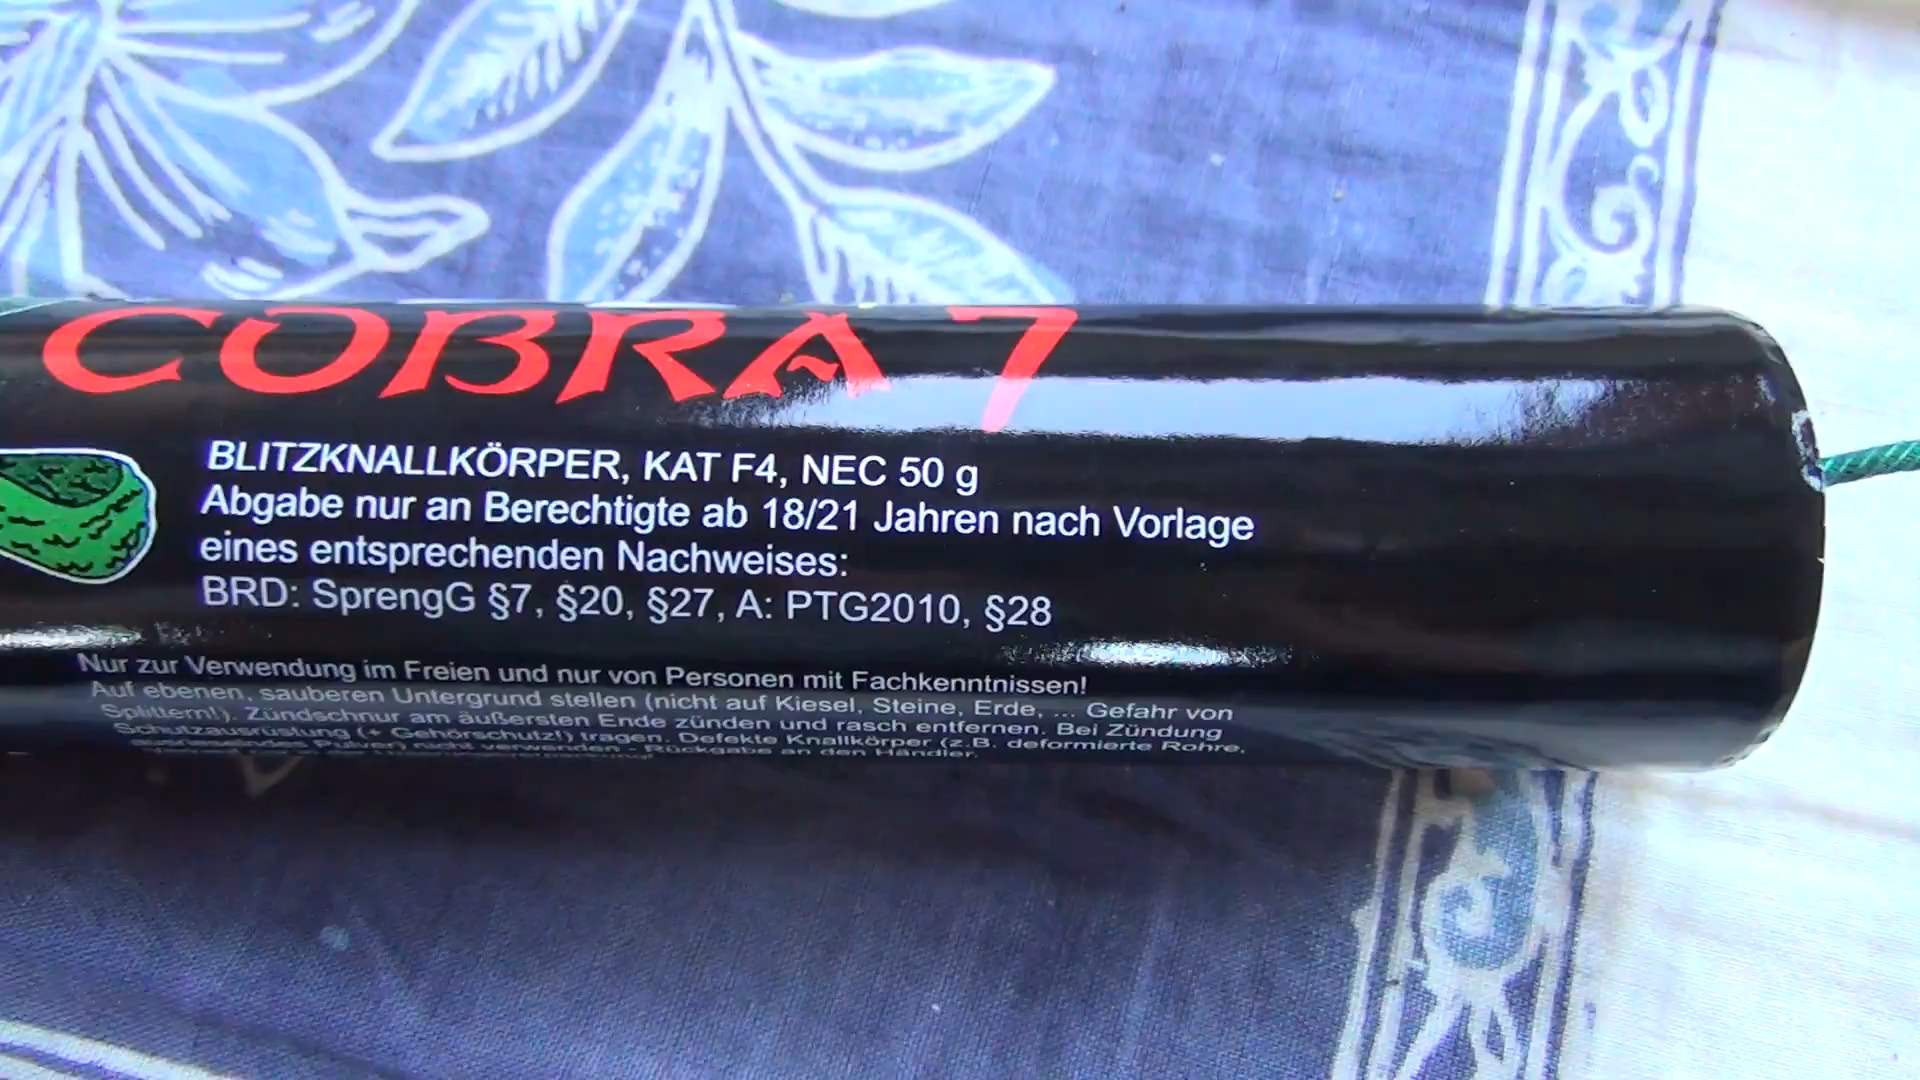 COBRA 7
BLITZKNALLKÖRPER, KAT F4, NEC 50 g
Abgabe nur an Berechtigte ab 18/21 Jahren nach Vorlage
eines entsprechenden Nachweises:
BRD: SprengG §7, §20, §27, A: PTG2010, §28
Nur zur Verwendung im Freien und nur von Personen mit Fachkenntnissen!
Auf ebenen, sauberen Untergrund stellen (nicht auf Kiesel, Steine, Erde, ... Gefahr von
Splittern!). Zündschnur am äußersten Ende zünden und rasch entfernen. Bei Zündung
Schutzausrüstung (+ Gehörschutz!) tragen. Defekte Knallkörper (z.B. deformierte Rohre,
Pulver) nicht verwenden - Rückgabe an den Händler.